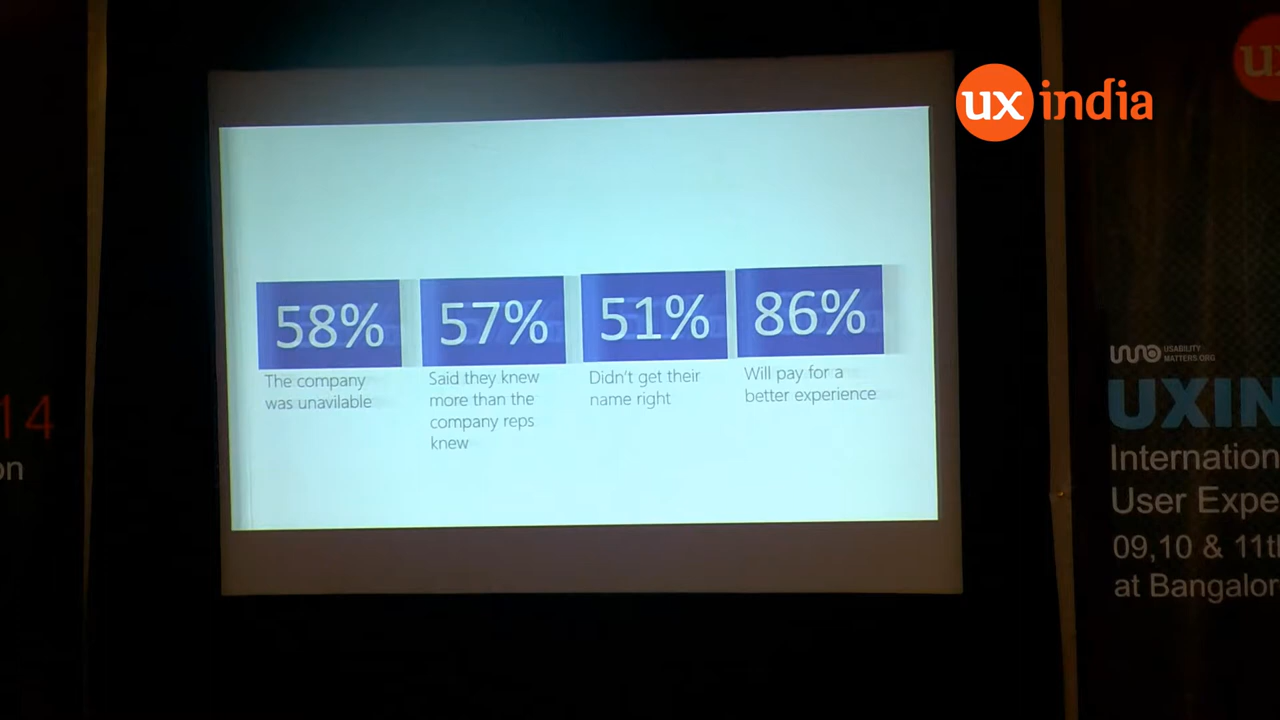 ux india
58%
The company
was unavilable
57%
Said they knew
more than the
company reps
knew
51%
Didn't get their
name right
86%
Will pay for a
better experience
14
on
USABILITY
MATTERS.ORG
UXIN
Internation
User Expe
09,10 & 11th
at Bangalor